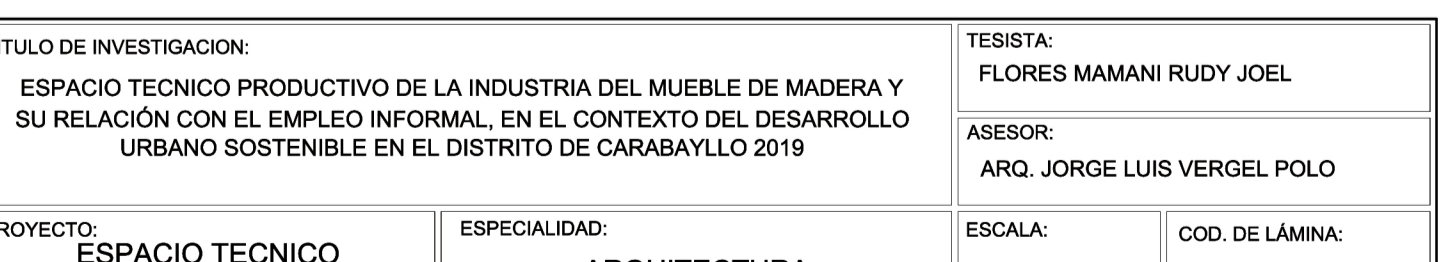 TULO DE INVESTIGACION:
ESPACIO TECNICO PRODUCTIVO DE LA INDUSTRIA DEL MUEBLE DE MADERA Y
SU RELACIÓN CON EL EMPLEO INFORMAL, EN EL CONTEXTO DEL DESARROLLO
URBANO SOSTENIBLE EN EL DISTRITO DE CARABAYLLO 2019
TESISTA:
FLORES MAMANI RUDY JOEL
ASESOR:
ARQ. JORGE LUIS VERGEL POLO
ROYECTO:
ESPACIO TECNICO
ESPECIALIDAD:
ARQUITECTURA
ESCALA:
COD. DE LÁMINA: